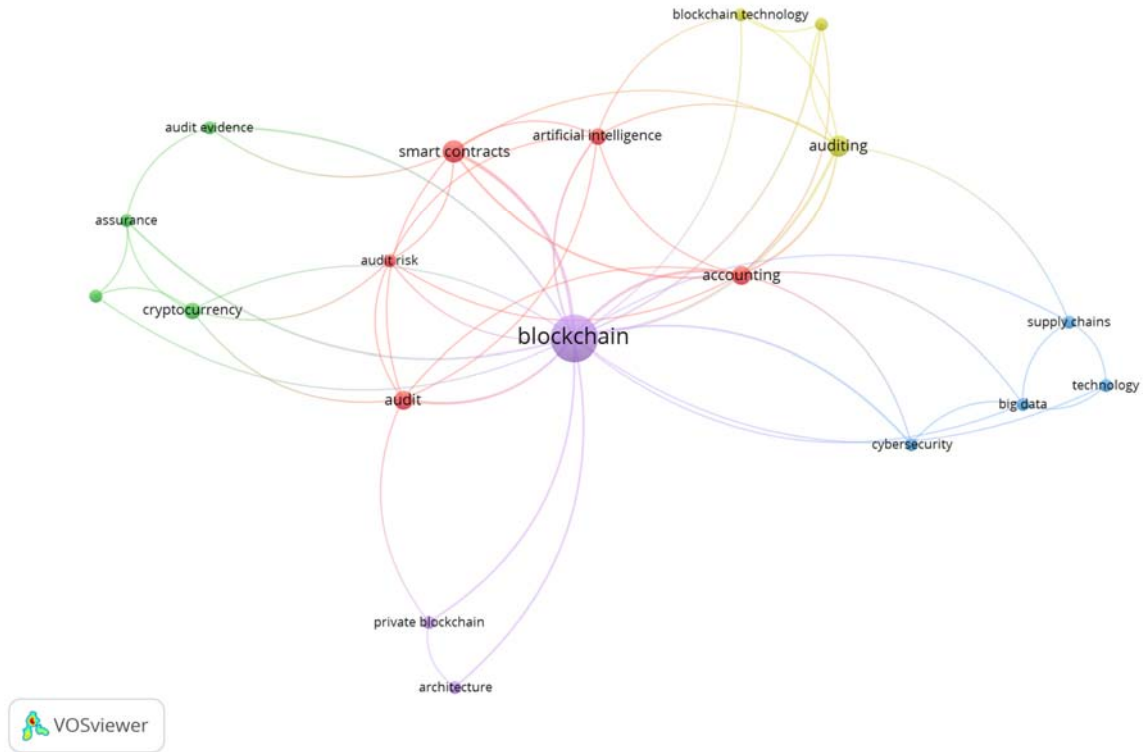 blockchain technology
audit evidence
smart contracts
artificial intelligence
auditing
assurance
audit risk
accounting
cryptocurrency
blockchain
supply chains
technology
audit
big data
cybersecurity
private blockchain
architecture
VOSviewer